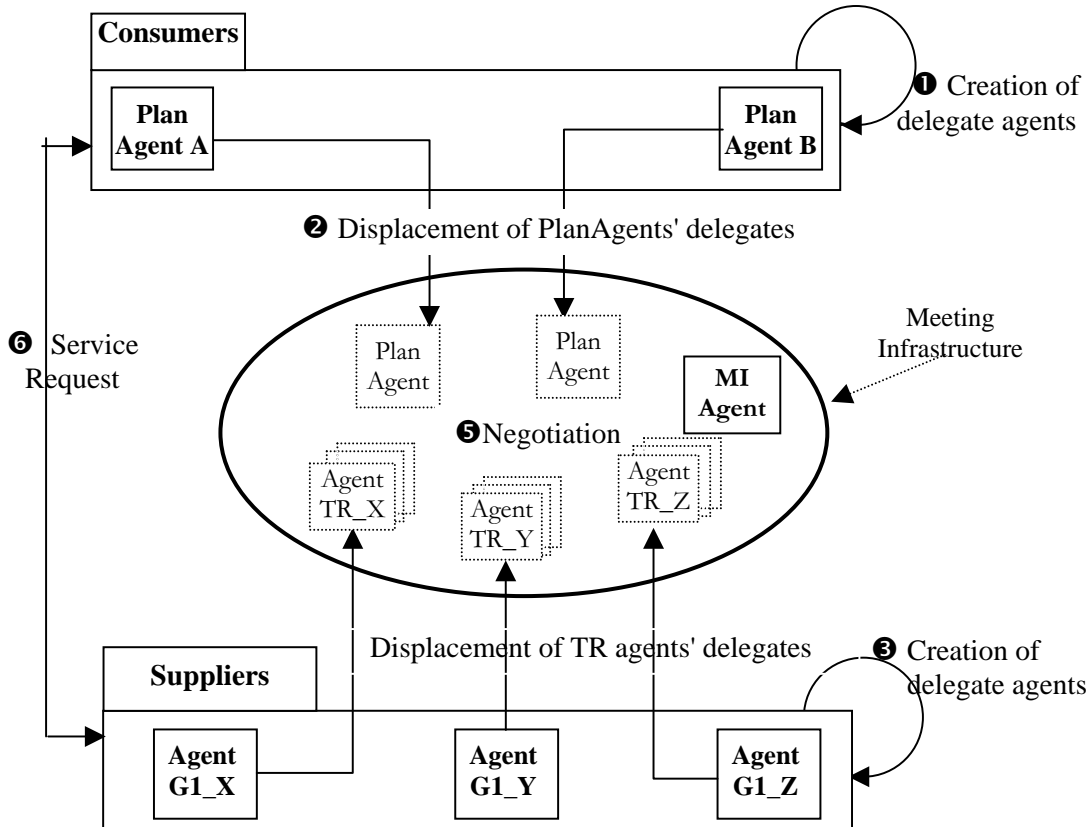 Consumers
Plan
Agent A
Plan
Agent B
❶ Creation of
delegate agents
❷ Displacement of PlanAgents' delegates
❻ Service
Request
Meeting
Infrastructure
Plan
Agent
Plan
Agent
MI
Agent
❺Negotiation
Agent
TR_X
Agent
TR_Y
Agent
TR_Z
Displacement of TR agents' delegates
❸ Creation of
delegate agents
Suppliers
Agent
G1_X
Agent
G1_Y
Agent
G1_Z